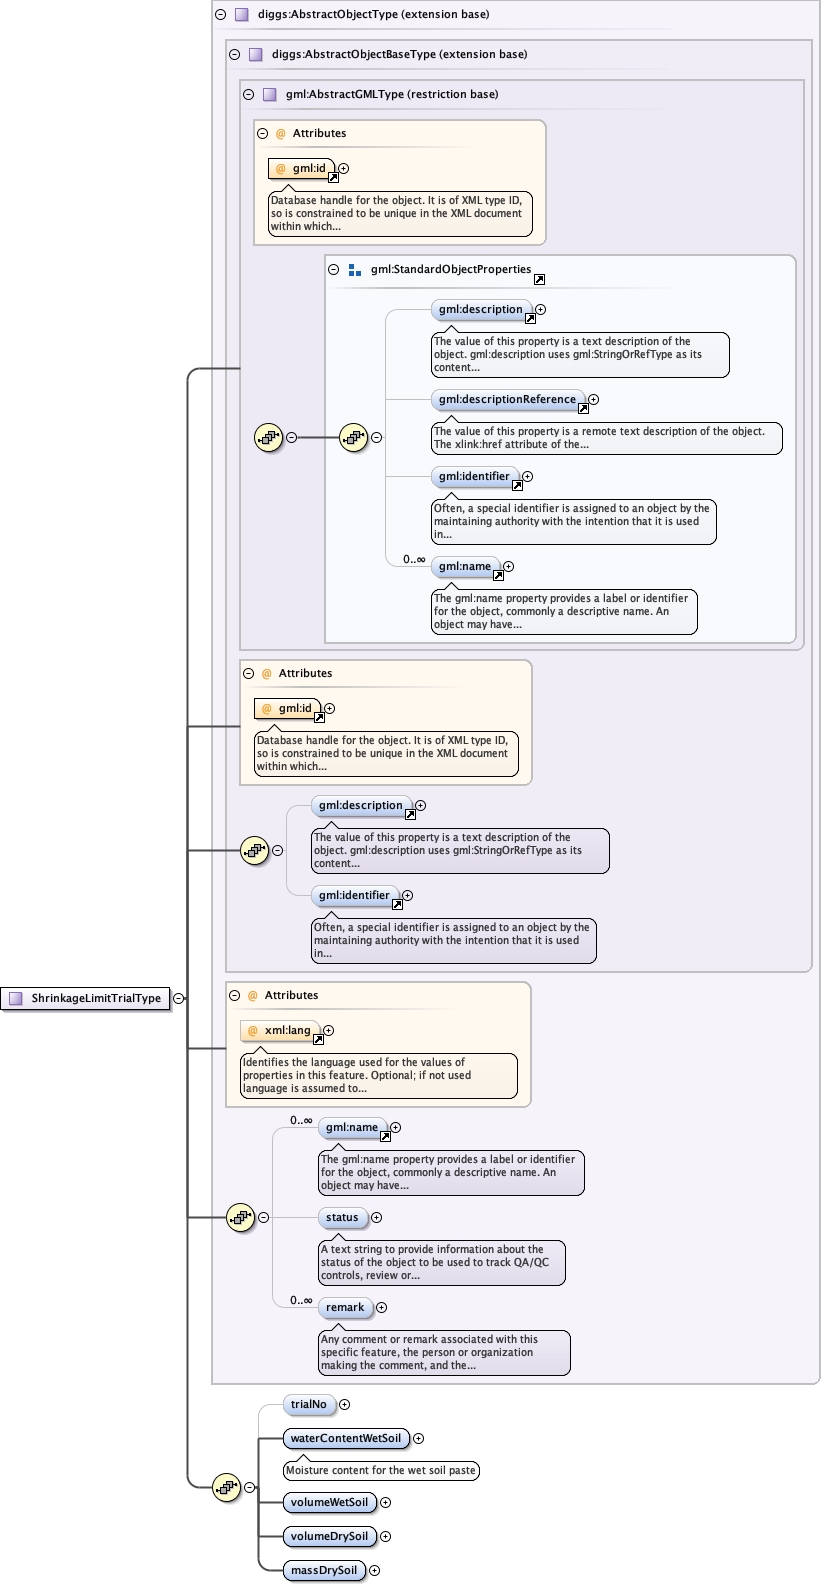 diggs:AbstractObjectType (extension base)
diggs:AbstractObjectBaseType (extension base)
gml:AbstractGMLType (restriction base)
@ Attributes
@ gml:id
Database handle for the object. It is of XML type ID,
so is constrained to be unique in the XML document
within which...
gml:StandardObjectProperties
gml:description
The value of this property is a text description of the
object. gml:description uses gml:StringOrRefType as its
content...
gml:descriptionReference
The value of this property is a remote text description of the object.
The xlink:href attribute of the...
gml:identifier
Often, a special identifier is assigned to an object by the
maintaining authority with the intention that it is used
in...
0..∞ gml:name
The gml:name property provides a label or identifier
for the object, commonly a descriptive name. An
object may have...
@ Attributes
@ gml:id
Database handle for the object. It is of XML type ID,
so is constrained to be unique in the XML document
within which...
gml:description
The value of this property is a text description of the
object. gml:description uses gml:StringOrRefType as its
content...
gml:identifier
Often, a special identifier is assigned to an object by the
maintaining authority with the intention that it is used
in...
ShrinkageLimitTrialType
@ Attributes
@ xml:lang
Identifies the language used for the values of
properties in this feature. Optional; if not used
language is assumed to...
0..∞ gml:name
The gml:name property provides a label or identifier
for the object, commonly a descriptive name. An
object may have...
status
A text string to provide information about the
status of the object to be used to track QA/QC
controls, review or...
0..∞ remark
Any comment or remark associated with this
specific feature, the person or organization
making the comment, and the...
trialNo
waterContentWetSoil
Moisture content for the wet soil paste
volumeWetSoil
volumeDrySoil
massDrySoil